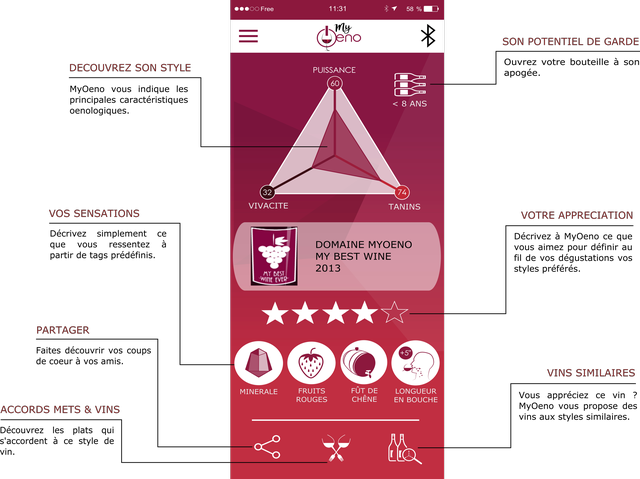 Free 11:31 58 %
My
Oeno
SON POTENTIEL DE GARDE
Ouvrez votre bouteille à son
apogée.
DECOUVREZ SON STYLE
MyOeno vous indique les
principales caractéristiques
oenologiques.
PUISSANCE
60
< 8 ANS
32
74
VIVACITE
TANINS
VOS SENSATIONS
Décrivez simplement ce
que vous ressentez à
partir de tags prédéfinis.
VOTRE APPRECIATION
Décrivez à MyOeno ce que
vous aimez pour définir au
fil de vos dégustations vos
styles préférés.
DOMAINE MYOENO
MY BEST WINE
2013
MY BEST
WINE EVER
PARTAGER
Faites découvrir vos coups
de coeur à vos amis.
+5°
MINERALE
FRUITS
ROUGES
FÛT DE
CHÊNE
LONGUEUR
EN BOUCHE
VINS SIMILAIRES
Vous appréciez ce vin ?
MyOeno vous propose des
vins aux styles similaires.
ACCORDS METS & VINS
Découvrez les plats qui
s'accordent à ce style de
vin.